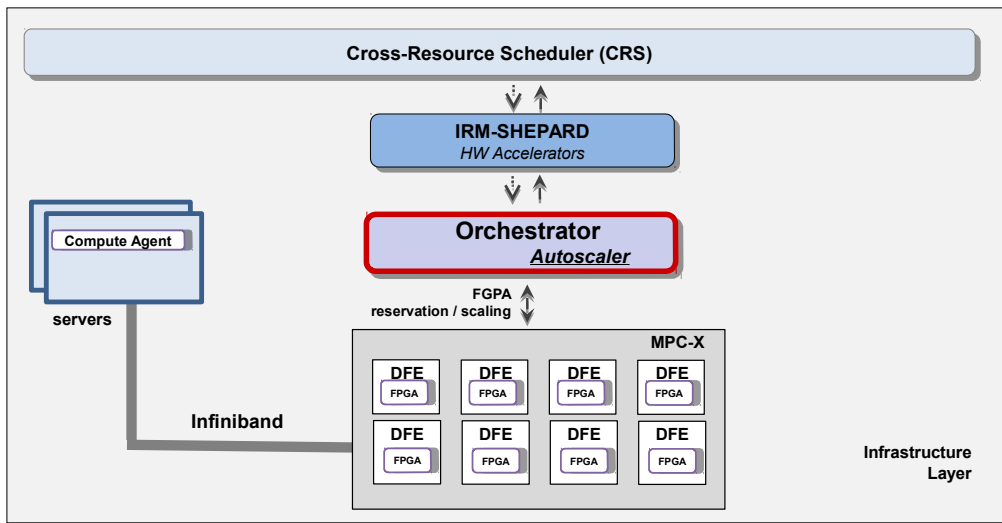 Cross-Resource Scheduler (CRS)
IRM-SHEPARD
HW Accelerators
Orchestrator
Autoscaler
Compute Agent
servers
FGPA
reservation / scaling
MPC-X
DFE DFE DFE DFE
FPGA FPGA FPGA FPGA
DFE DFE DFE DFE
FPGA FPGA FPGA FPGA
Infiniband
Infrastructure
Layer